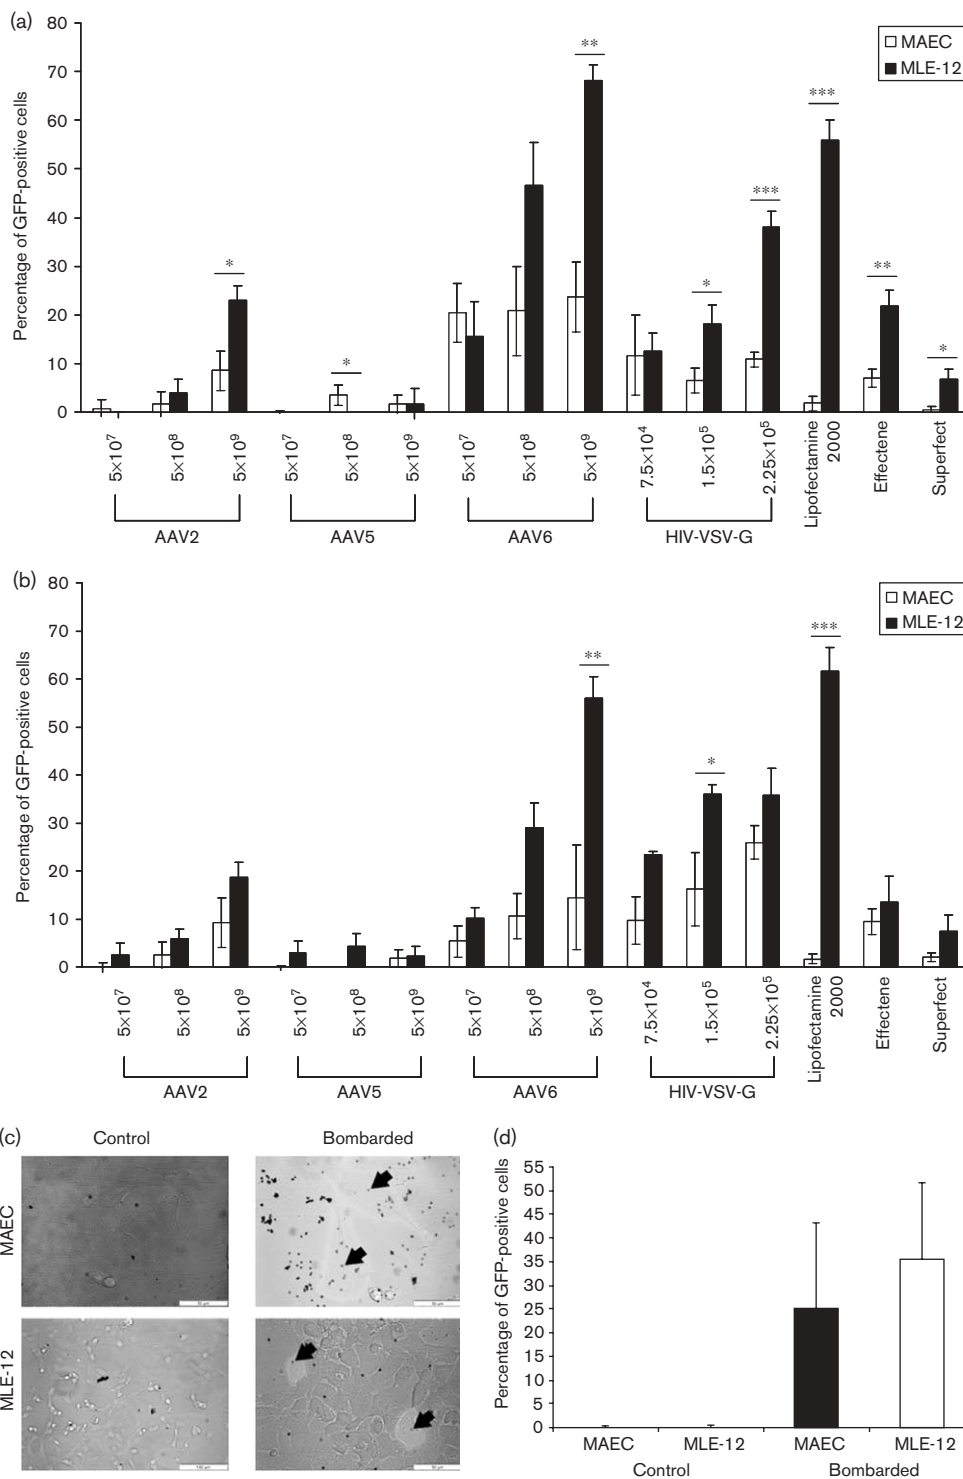 (a)
80
70
60
50
40
30
20
10
0
Percentage of GFP-positive cells
MAEC
MLE-12
*
*
**
*
***
***
**
*
5×10⁷
5×10⁸
5×10⁹
5×10⁷
5×10⁸
5×10⁹
5×10⁷
5×10⁸
5×10⁹
7.5×10⁴
1.5×10⁵
2.25×10⁵
Lipofectamine
2000
Effectene
Superfect
AAV2
AAV5
AAV6
HIV-VSV-G
(b)
80
70
60
50
40
30
20
10
0
Percentage of GFP-positive cells
MAEC
MLE-12
**
*
***
5×10⁷
5×10⁸
5×10⁹
5×10⁷
5×10⁸
5×10⁹
5×10⁷
5×10⁸
5×10⁹
7.5×10⁴
1.5×10⁵
2.25×10⁵
Lipofectamine
2000
Effectene
Superfect
AAV2
AAV5
AAV6
HIV-VSV-G
(c)
Control
Bombarded
MAEC
MLE-12
(d)
55
50
45
40
35
30
25
20
15
10
5
0
Percentage of GFP-positive cells
MAEC
MLE-12
MAEC
MLE-12
Control
Bombarded